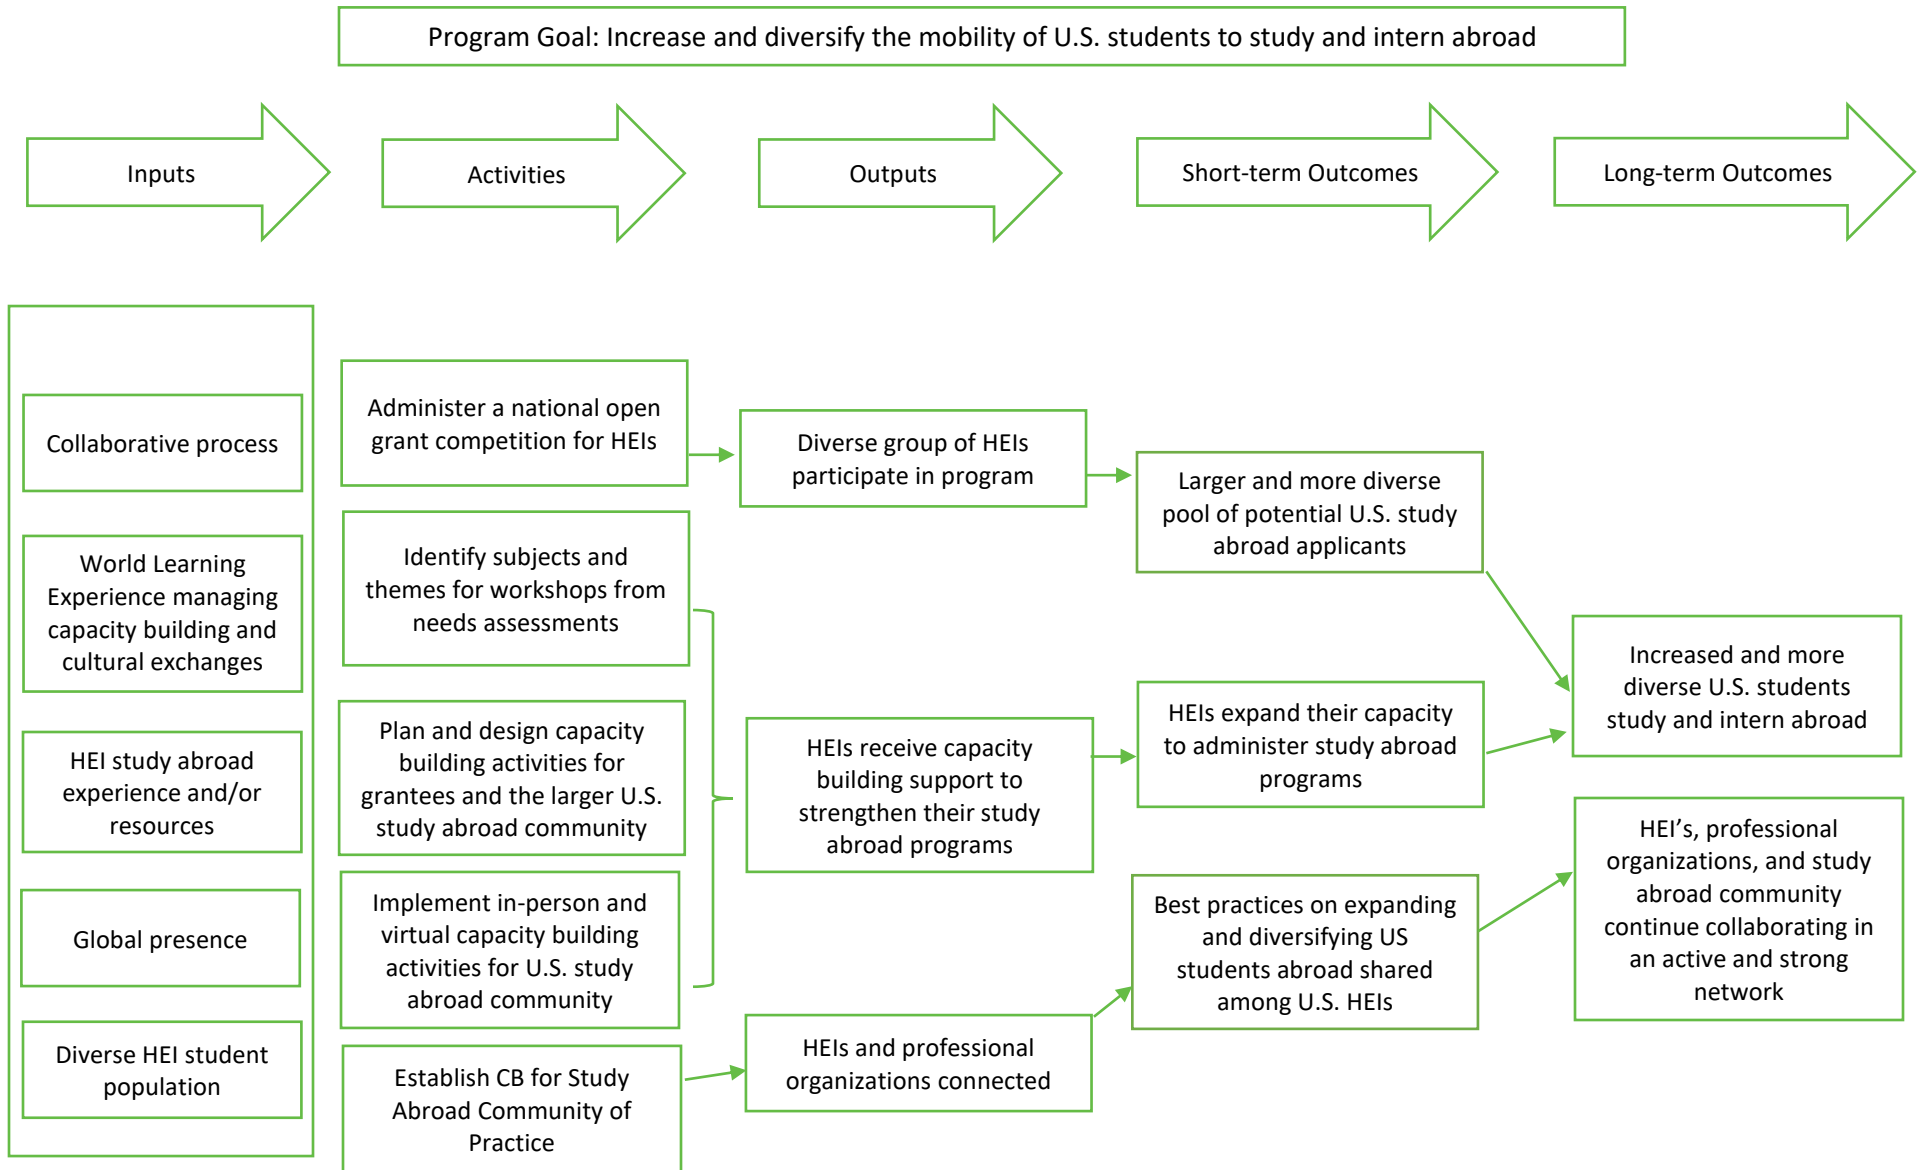 Program Goal: Increase and diversify the mobility of U.S. students to study and intern abroad
Inputs
Activities
Outputs
Short-term Outcomes
Long-term Outcomes
Collaborative process
World Learning
Experience managing
capacity building and
cultural exchanges
HEI study abroad
experience and/or
resources
Global presence
Diverse HEI student
population
Administer a national open
grant competition for HEIs
Identify subjects and
themes for workshops from
needs assessments
Plan and design capacity
building activities for
grantees and the larger U.S.
study abroad community
Implement in-person and
virtual capacity building
activities for U.S. study
abroad community
Establish CB for Study
Abroad Community of
Practice
Diverse group of HEIs
participate in program
HEIs receive capacity
building support to
strengthen their study
abroad programs
HEIs and professional
organizations connected
Larger and more diverse
pool of potential U.S. study
abroad applicants
HEIs expand their capacity
to administer study abroad
programs
Best practices on expanding
and diversifying US
students abroad shared
among U.S. HEIs
Increased and more
diverse U.S. students
study and intern abroad
HEI’s, professional
organizations, and study
abroad community
continue collaborating in
an active and strong
network